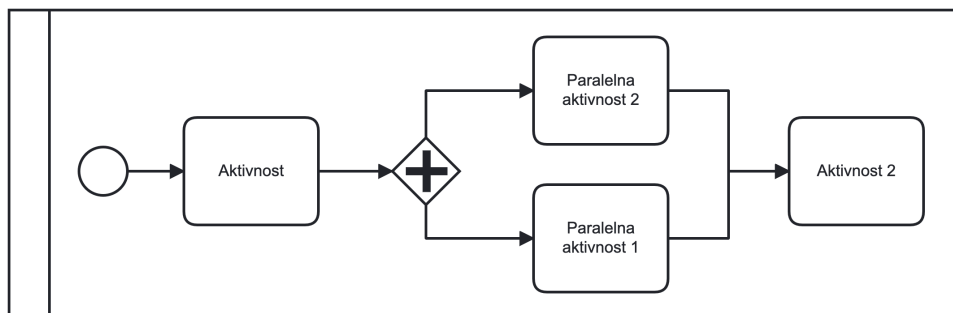 Aktivnost
Paralelna
aktivnost 2
Paralelna
aktivnost 1
Aktivnost 2